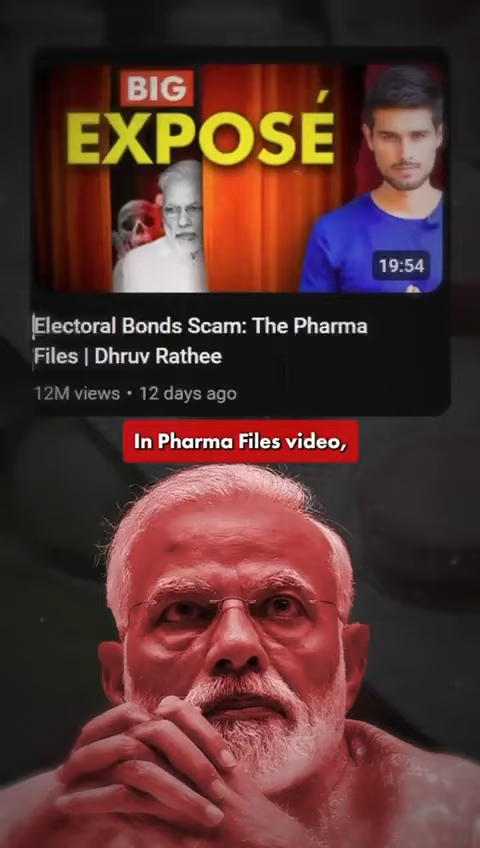 BIG
EXPOSÉ
19:54
Electoral Bonds Scam: The Pharma
Files | Dhruv Rathee
12M views • 12 days ago
In Pharma Files video,